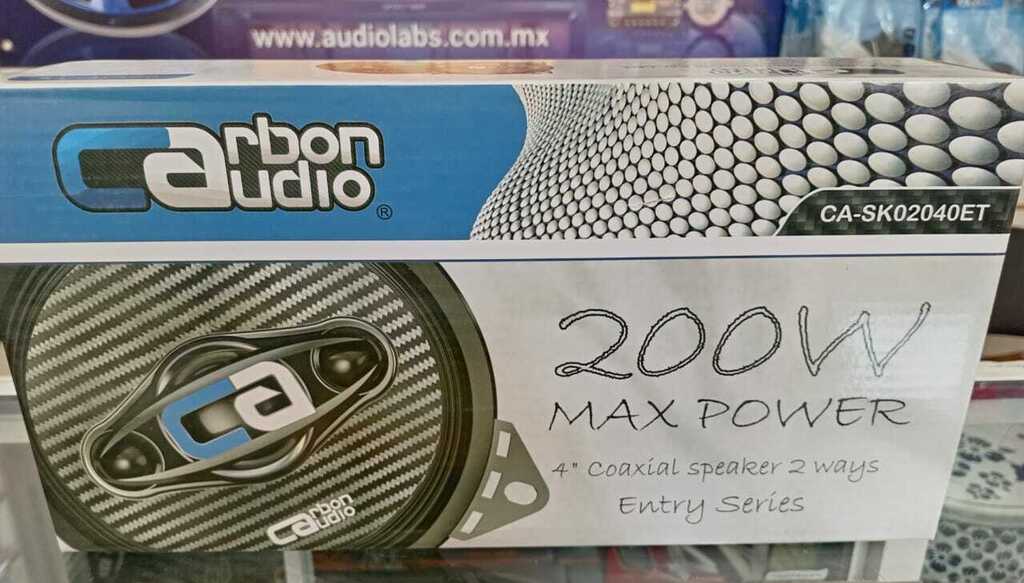 www.audiolabs.com.mx
Carbon
Audio
®
CA-SK02040ET
200W
MAX POWER
4" Coaxial speaker 2 ways
Entry Series
CA
Carbon
Audio